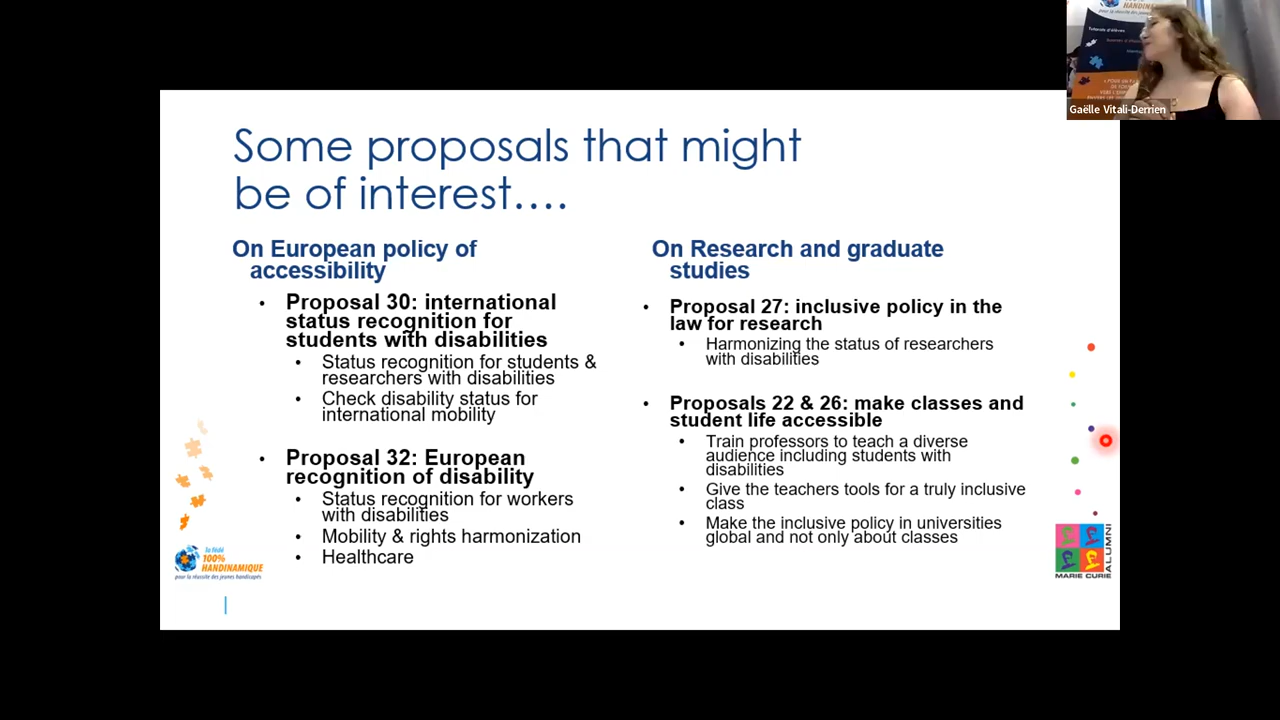 HANDINAMIQUE
Tutorats d'élèves
Gaëlle Vitali-Derrien
Some proposals that might
be of interest....
On European policy of
accessibility
• Proposal 30: international
status recognition for
students with disabilities
• Status recognition for students &
researchers with disabilities
• Check disability status for
international mobility
• Proposal 32: European
recognition of disability
• Status recognition for workers
with disabilities
• Mobility & rights harmonization
• Healthcare
On Research and graduate
studies
• Proposal 27: inclusive policy in the
law for research
• Harmonizing the status of researchers
with disabilities
• Proposals 22 & 26: make classes and
student life accessible
• Train professors to teach a diverse
audience including students with
disabilities
• Give the teachers tools for a truly inclusive
class
• Make the inclusive policy in universities
global and not only about classes
la fédé
100%
HANDINAMIQUE
pour la réussite des jeunes handicapés
MARIE CURIE
ALUMNI